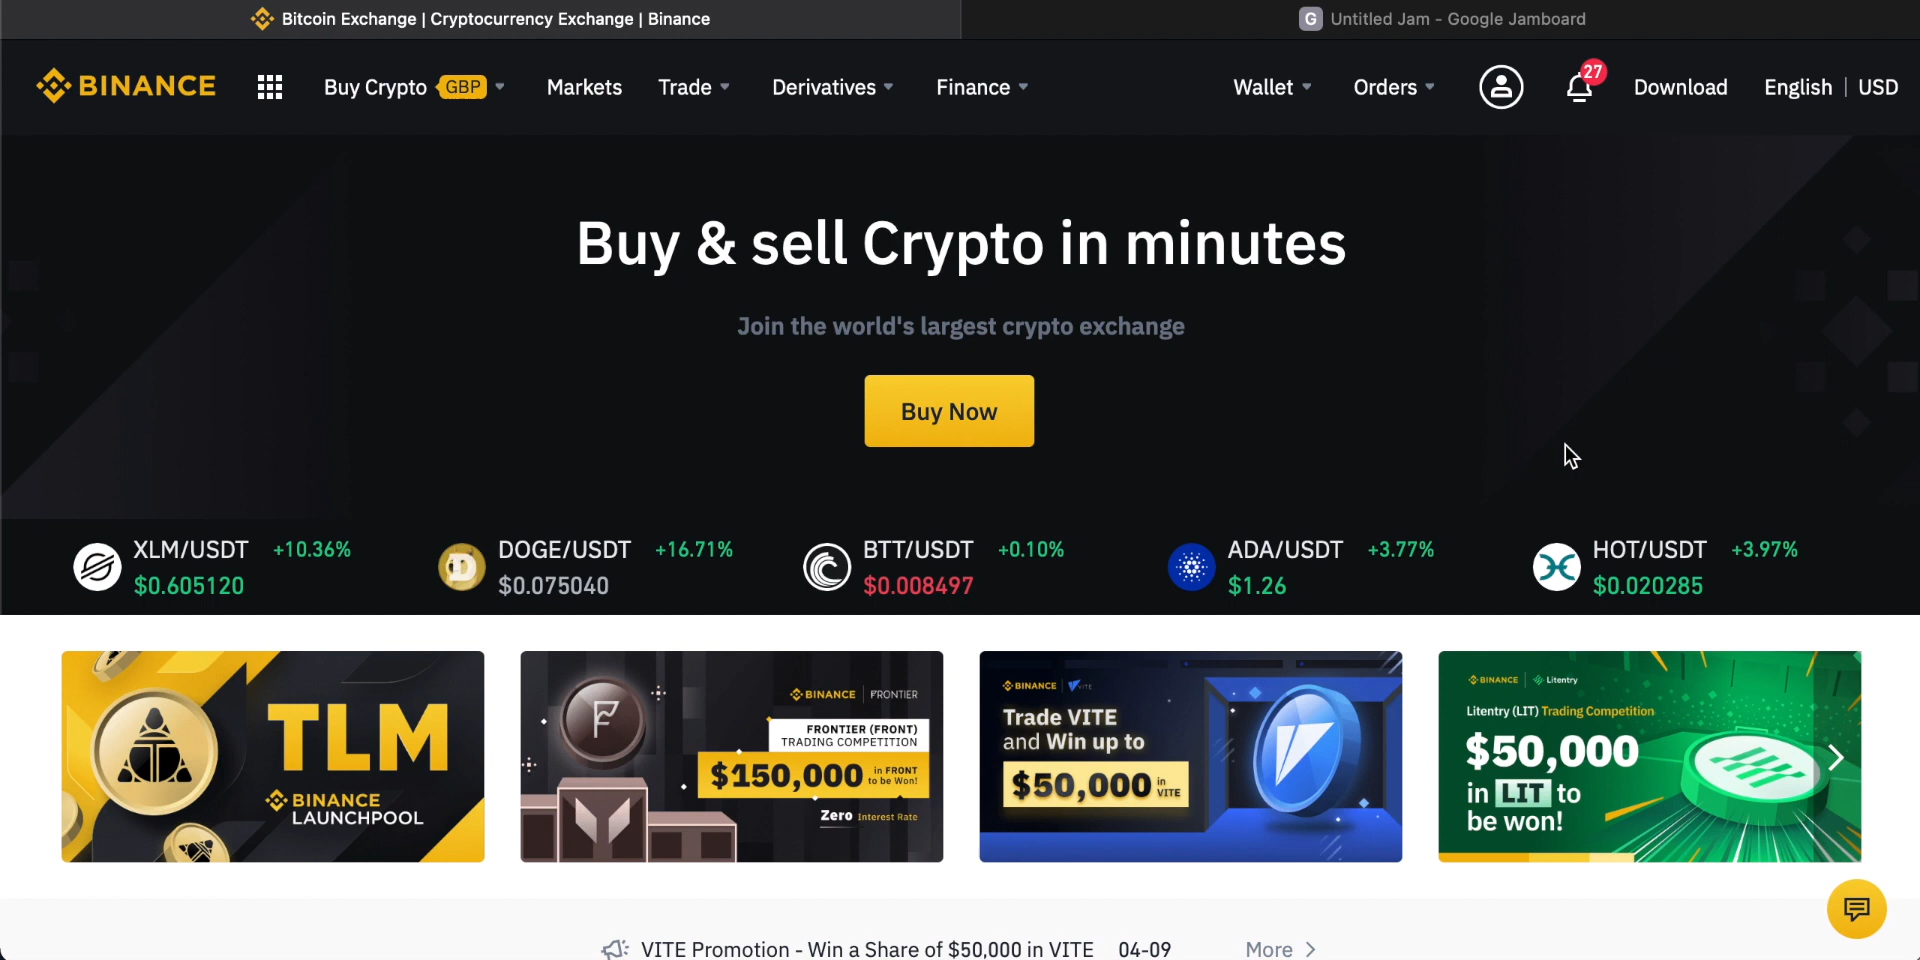 Bitcoin Exchange | Cryptocurrency Exchange | Binance
G Untitled Jam - Google Jamboard
BINANCE Buy Crypto GBP Markets Trade Derivatives Finance Wallet Orders 27 Download English | USD
Buy & sell Crypto in minutes
Join the world's largest crypto exchange
Buy Now
XLM/USDT +10.36%
$0.605120
DOGE/USDT +16.71%
$0.075040
BTT/USDT +0.10%
$0.008497
ADA/USDT +3.77%
$1.26
HOT/USDT +3.97%
$0.020285
TLM
BINANCE
LAUNCHPOOL
BINANCE | FRONTIER
FRONTIER (FRONT)
TRADING COMPETITION
$150,000 in FRONT
to be Won!
Zero Interest Rate
BINANCE | VITE
Trade VITE
and Win up to
$50,000 in
VITE
BINANCE | Litentry
Litentry (LIT) Trading Competition
$50,000
in LIT to
be won!
VITE Promotion - Win a Share of $50,000 in VITE 04-09 More